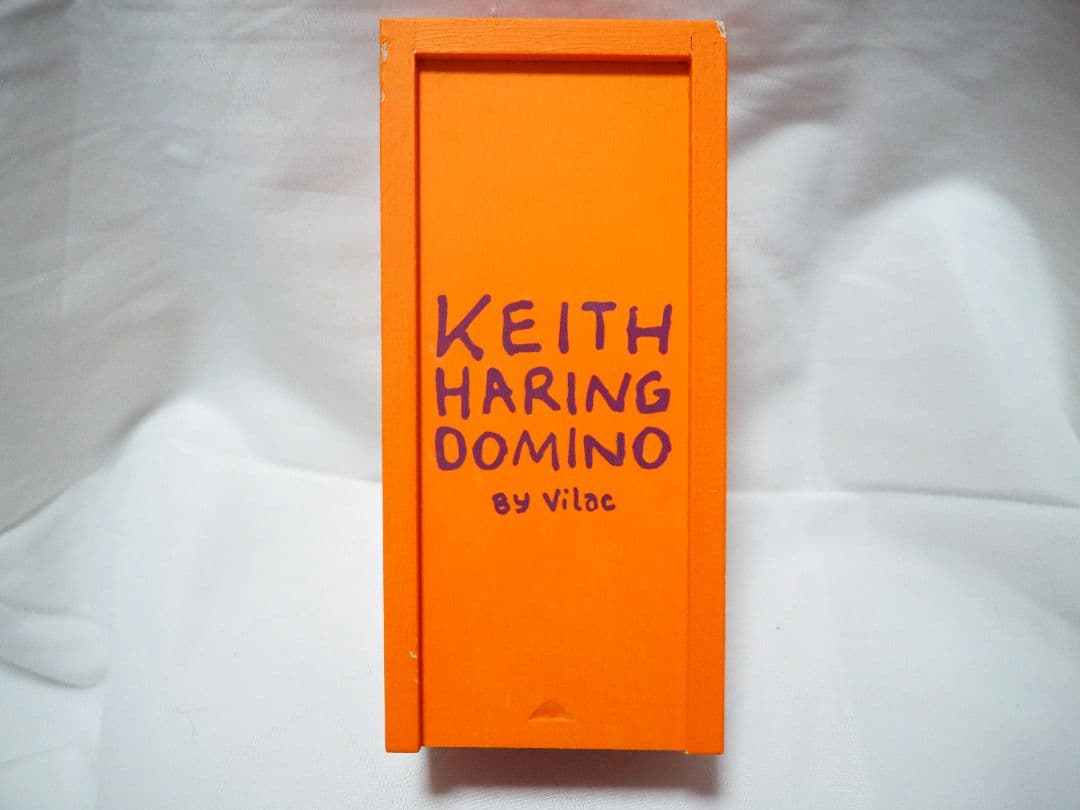 KEITH
HARING
DOMINO
BY Vilac